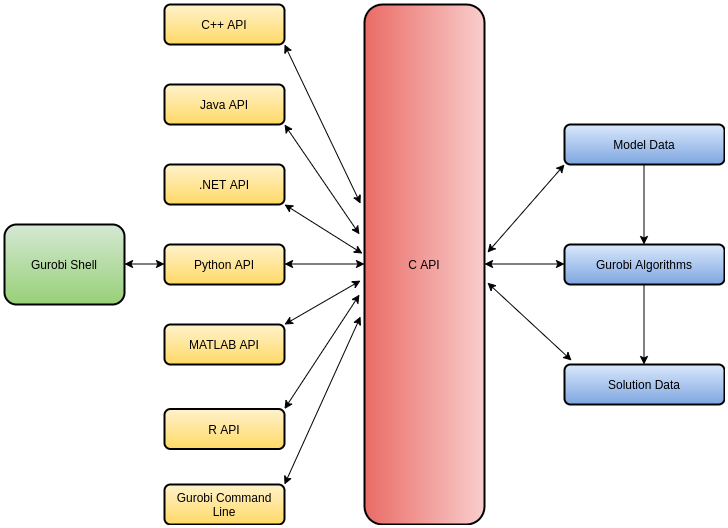 C++ API
Java API
.NET API
Gurobi Shell
Python API
MATLAB API
R API
Gurobi Command
Line
C API
Model Data
Gurobi Algorithms
Solution Data